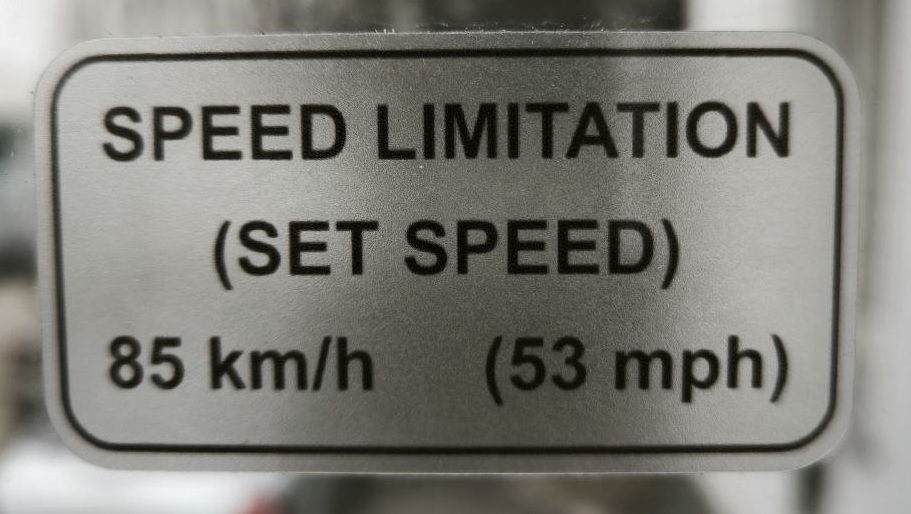 SPEED LIMITATION
(SET SPEED)
85 km/h (53 mph)